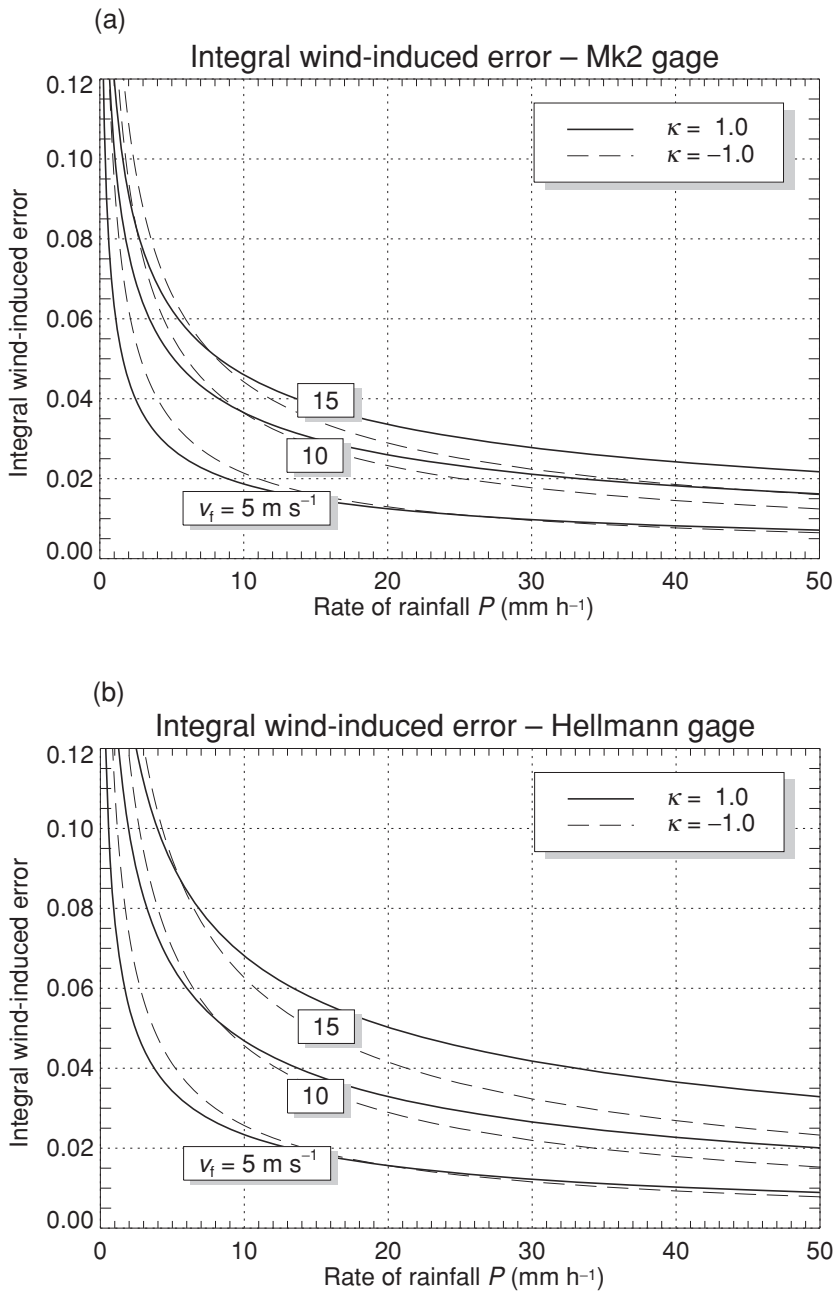 (a)
Integral wind-induced error – Mk2 gage
0.12
0.10
0.08
0.06
0.04
0.02
0.00
Integral wind-induced error
κ = 1.0
κ = –1.0
15
10
vf = 5 m s–1
0 10 20 30 40 50
Rate of rainfall P (mm h–1)
(b)
Integral wind-induced error – Hellmann gage
0.12
0.10
0.08
0.06
0.04
0.02
0.00
Integral wind-induced error
κ = 1.0
κ = –1.0
15
10
vf = 5 m s–1
0 10 20 30 40 50
Rate of rainfall P (mm h–1)